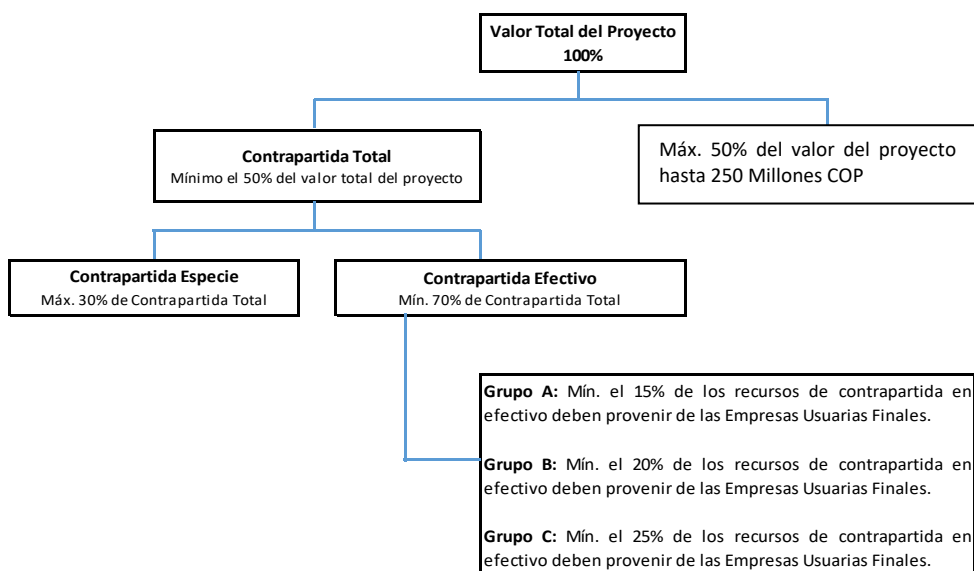 Valor Total del Proyecto
100%
Contrapartida Total
Mínimo el 50% del valor total del proyecto
Máx. 50% del valor del proyecto
hasta 250 Millones COP
Contrapartida Especie
Máx. 30% de Contrapartida Total
Contrapartida Efectivo
Mín. 70% de Contrapartida Total
Grupo A: Mín. el 15% de los recursos de contrapartida en
efectivo deben provenir de las Empresas Usuarias Finales.
Grupo B: Mín. el 20% de los recursos de contrapartida en
efectivo deben provenir de las Empresas Usuarias Finales.
Grupo C: Mín. el 25% de los recursos de contrapartida en
efectivo deben provenir de las Empresas Usuarias Finales.